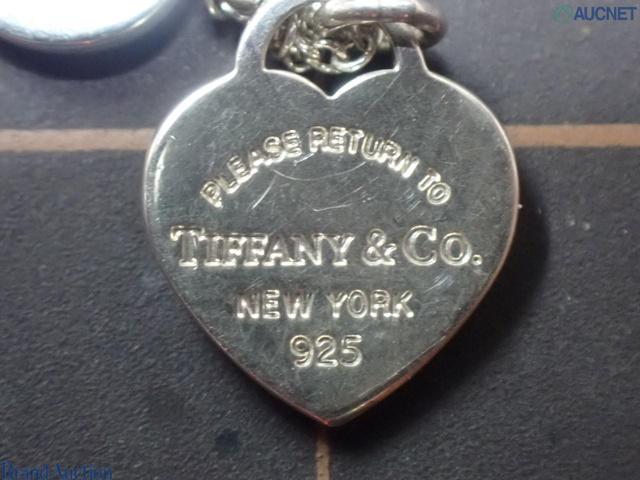 AUCNET
PLEASE RETURN TO
TIFFANY & CO.
NEW YORK
925
Brand Auction